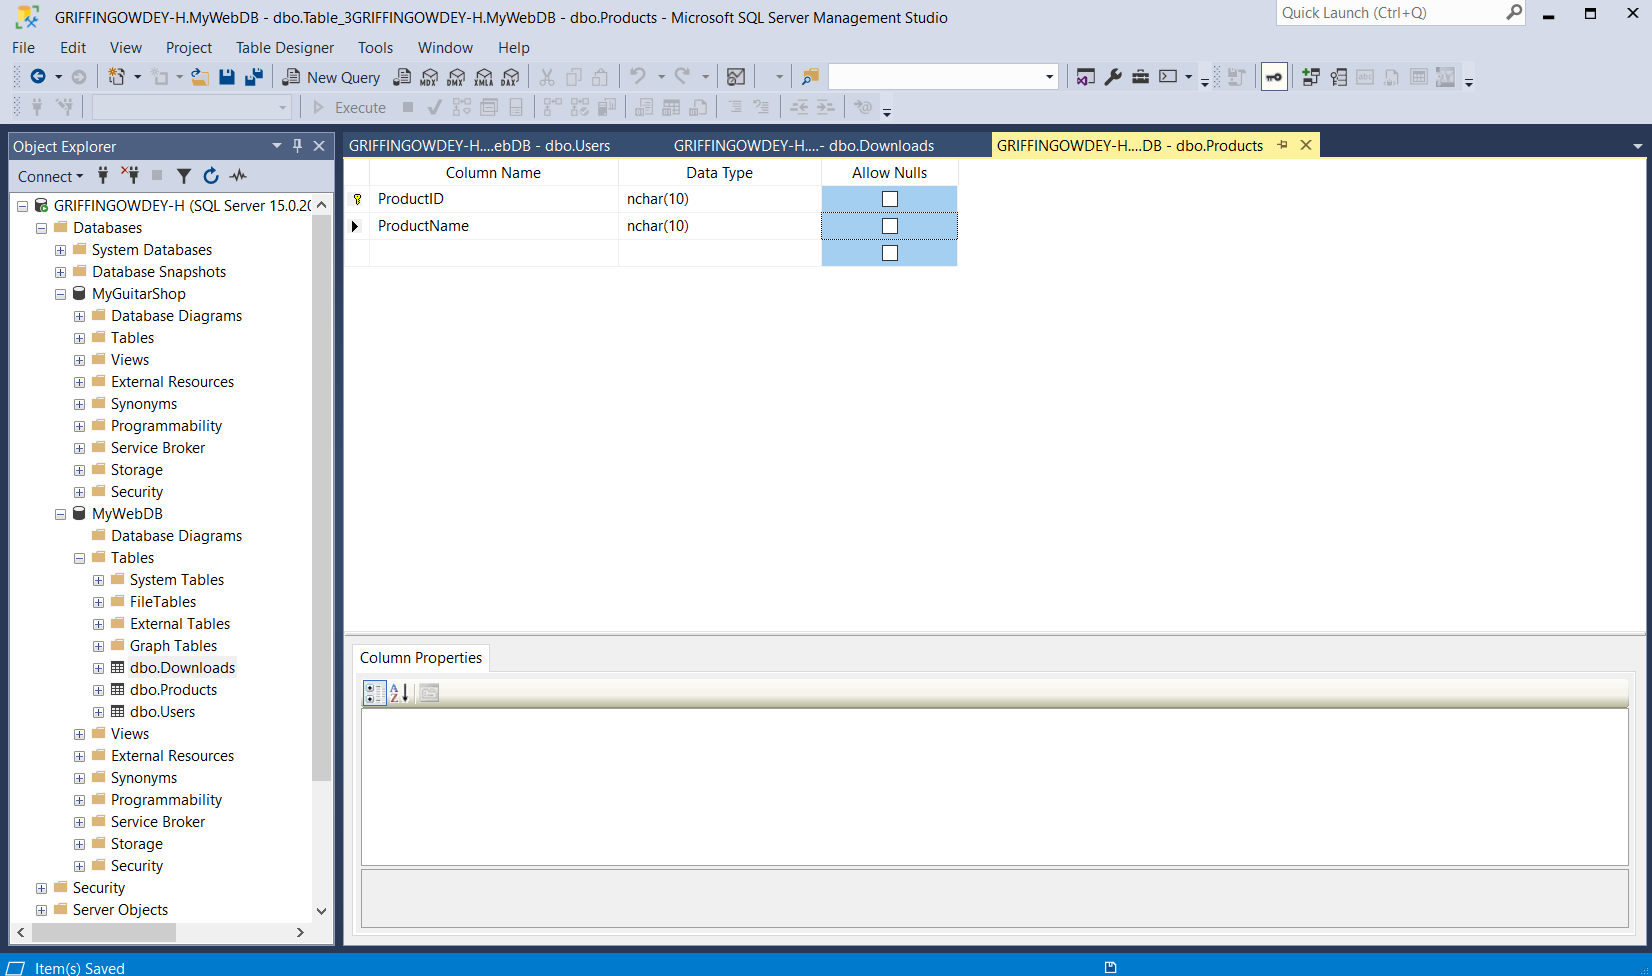 GRIFFINGOWDEY-H.MyWebDB - dbo.Table_3GRIFFINGOWDEY-H.MyWebDB - dbo.Products - Microsoft SQL Server Management Studio
Quick Launch (Ctrl+Q)
File Edit View Project Table Designer Tools Window Help
New Query MDX DMX XMLA DAX
Execute
Object Explorer
Connect
GRIFFINGOWDEY-H (SQL Server 15.0.20
Databases
System Databases
Database Snapshots
MyGuitarShop
Database Diagrams
Tables
Views
External Resources
Synonyms
Programmability
Service Broker
Storage
Security
MyWebDB
Database Diagrams
Tables
System Tables
FileTables
External Tables
Graph Tables
dbo.Downloads
dbo.Products
dbo.Users
Views
External Resources
Synonyms
Programmability
Service Broker
Storage
Security
Security
Server Objects
GRIFFINGOWDEY-H....ebDB - dbo.Users GRIFFINGOWDEY-H....- dbo.Downloads GRIFFINGOWDEY-H....DB - dbo.Products
Column Name Data Type Allow Nulls
ProductID nchar(10)
ProductName nchar(10)
Column Properties
Item(s) Saved